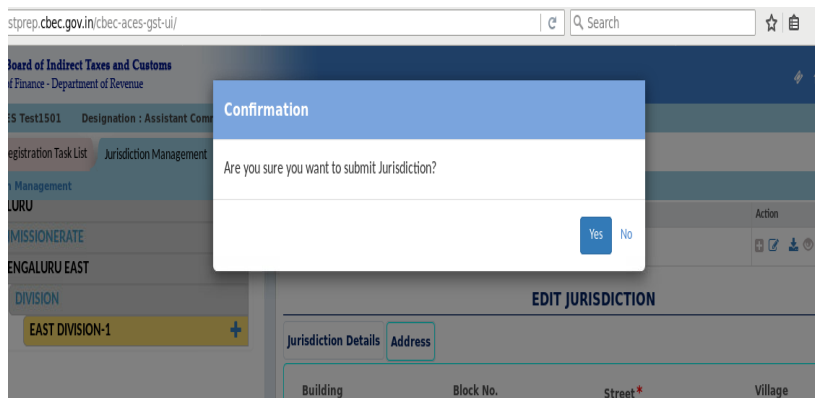 stprep.cbec.gov.in/cbec-aces-gst-ui/
Search
Board of Indirect Taxes and Customs
of Finance - Department of Revenue
ES Test1501 Designation : Assistant Comm
egistration Task List Jurisdiction Management
n Management
Confirmation
Are you sure you want to submit Jurisdiction?
Yes No
LURU
MMISSIONERATE
ENGALURU EAST
DIVISION
EAST DIVISION-1
Action
EDIT JURISDICTION
Jurisdiction Details Address
Building Block No. Street* Village